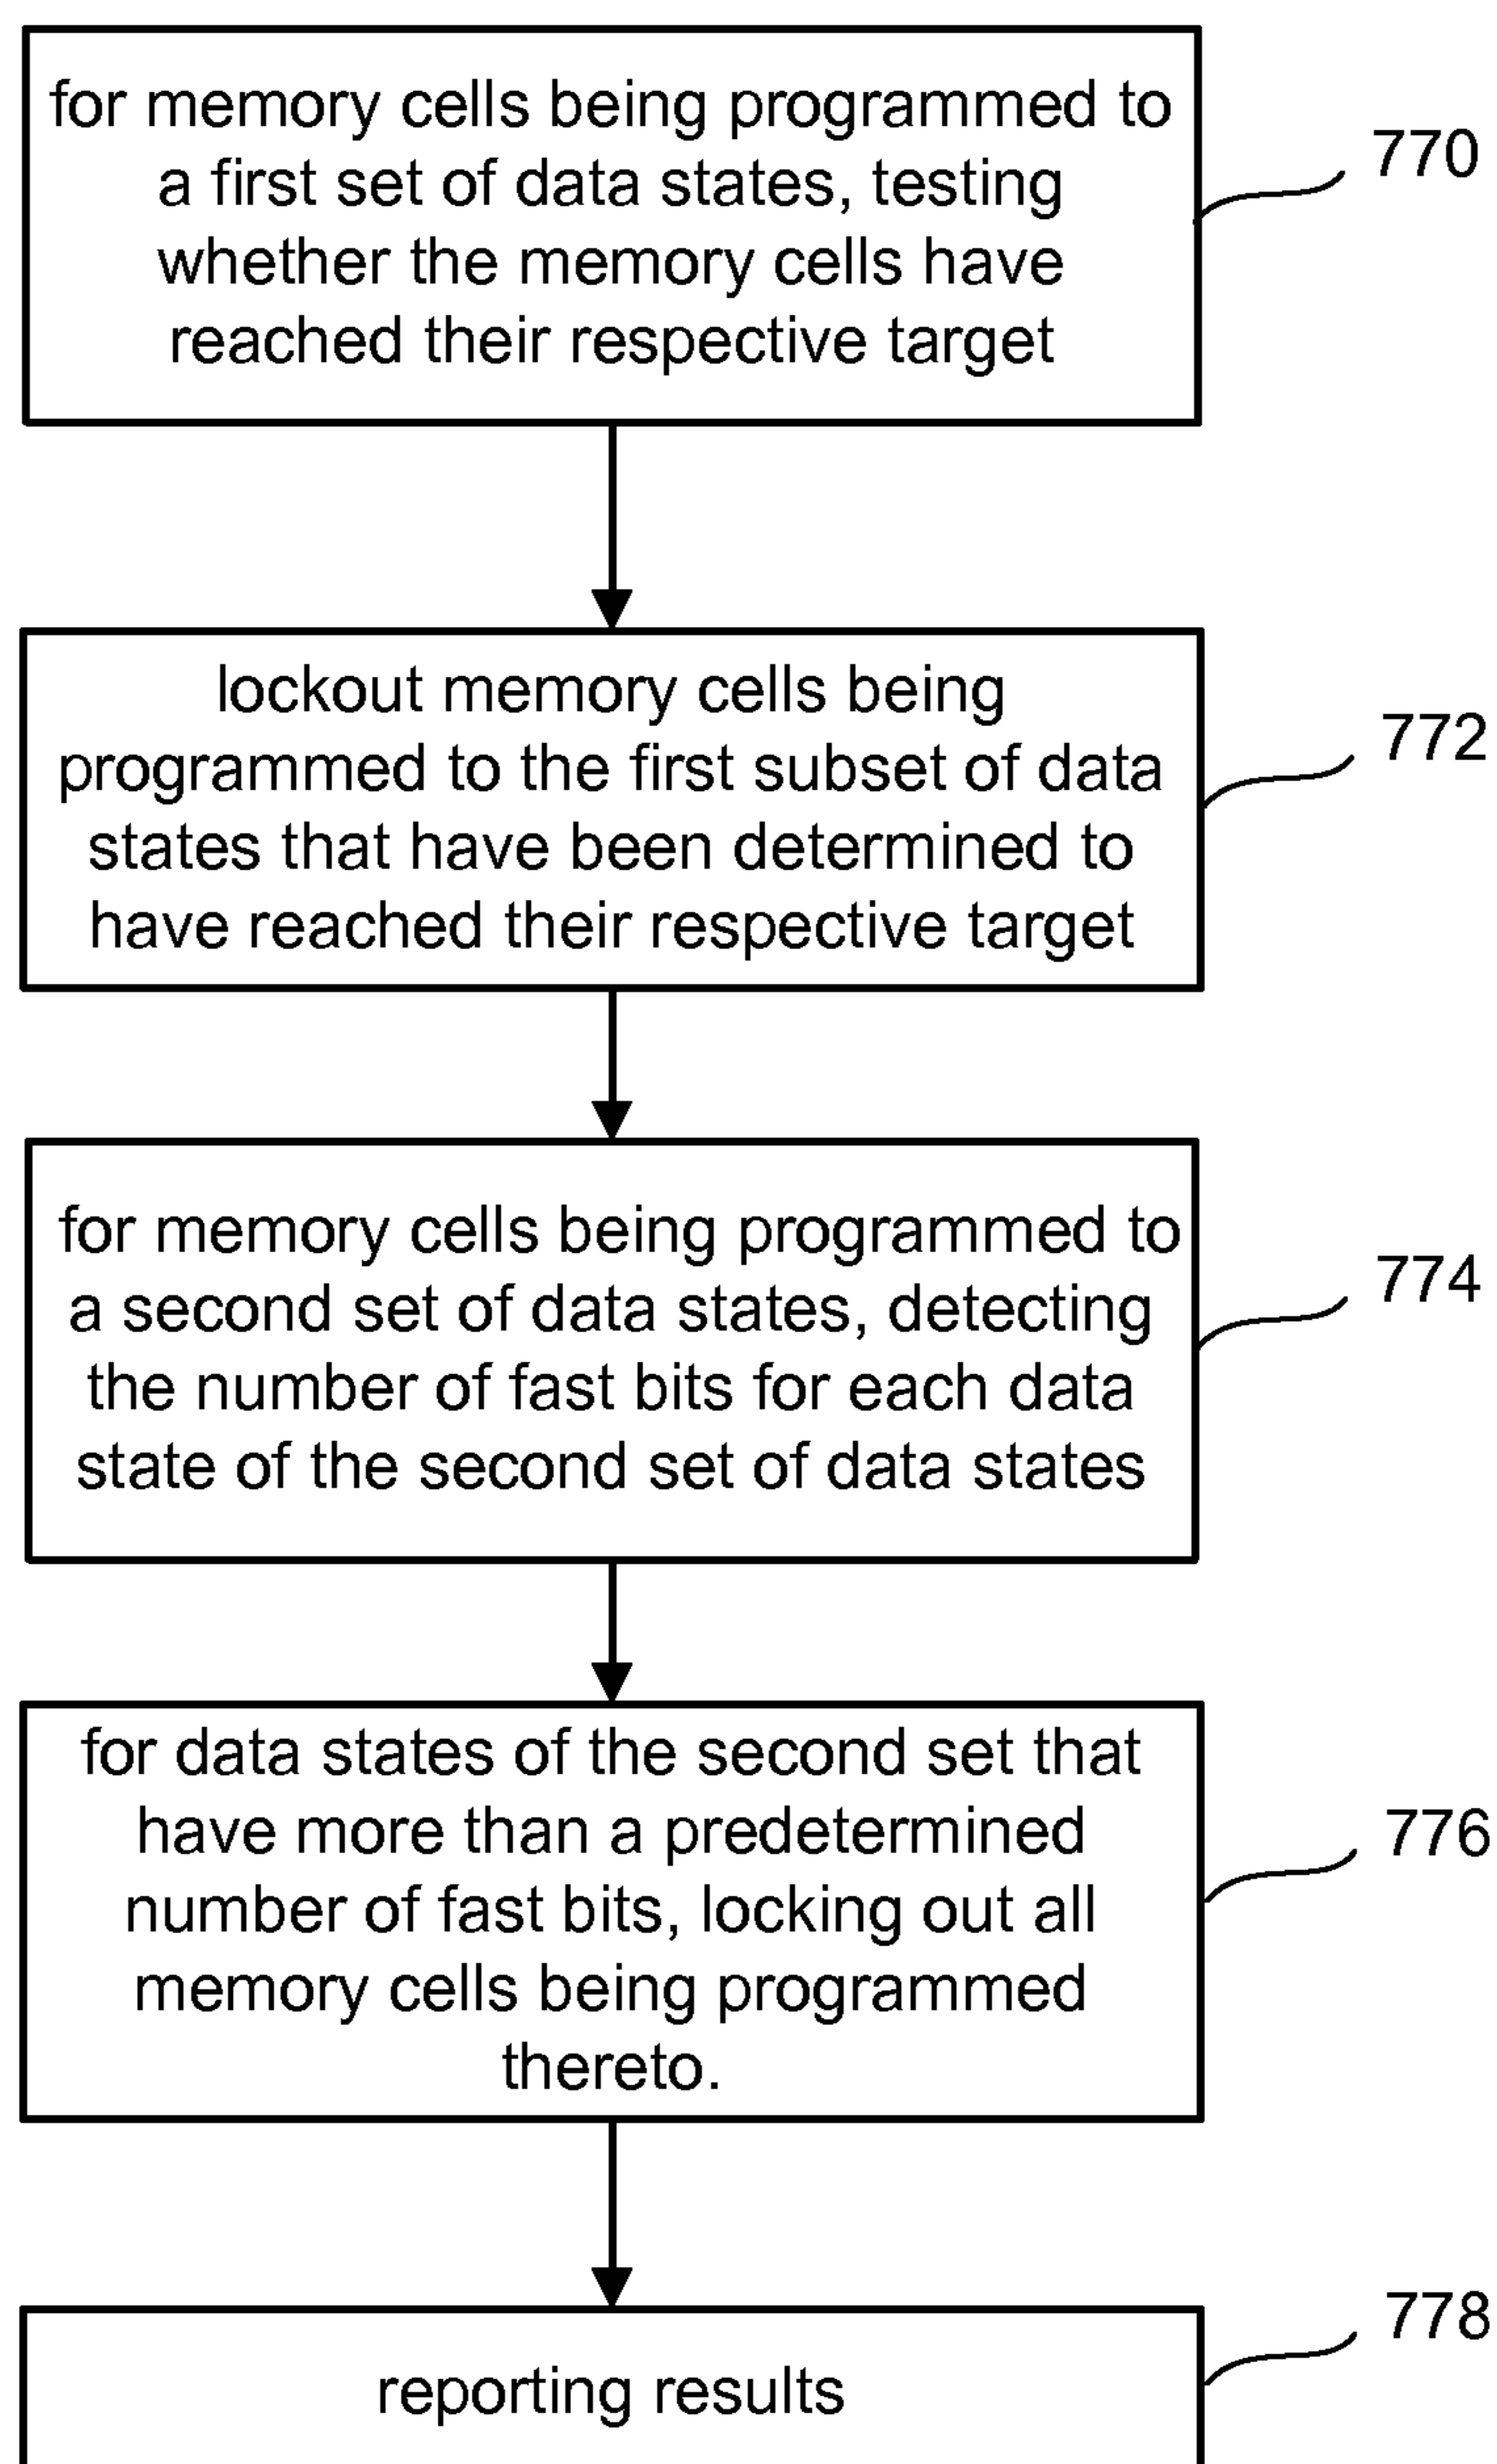 for memory cells being programmed to
a first set of data states, testing
whether the memory cells have
reached their respective target
770
lockout memory cells being
programmed to the first subset of data
states that have been determined to
have reached their respective target
772
for memory cells being programmed to
a second set of data states, detecting
the number of fast bits for each data
state of the second set of data states
774
for data states of the second set that
have more than a predetermined
number of fast bits, locking out all
memory cells being programmed
thereto.
776
reporting results
778